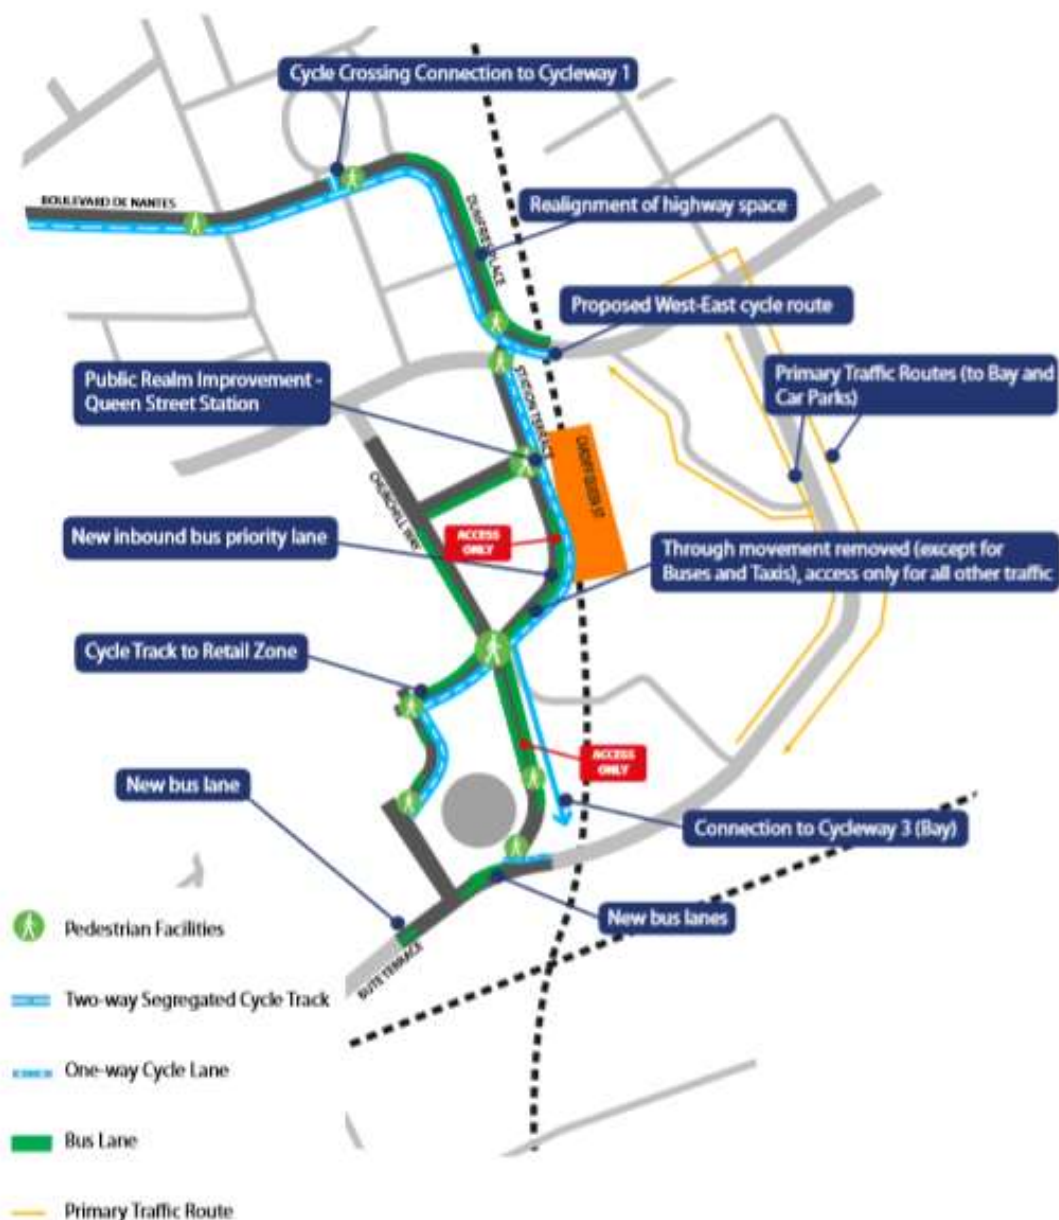 Cycle Crossing Connection to Cycleway 1
BOULEVARD DE NANTES
DUMFRIES PLACE
Realignment of highway space
Proposed West-East cycle route
Public Realm Improvement -
Queen Street Station
STATION TERRACE
Primary Traffic Routes (to Bay and
Car Parks)
CHURCHILL WAY
CARDIFF QUEEN ST
New inbound bus priority lane
ACCESS
ONLY
Through movement removed (except for
Buses and Taxis), access only for all other traffic
Cycle Track to Retail Zone
ACCESS
ONLY
New bus lane
Connection to Cycleway 3 (Bay)
New bus lanes
BUTE TERRACE
Pedestrian Facilities
Two-way Segregated Cycle Track
One-way Cycle Lane
Bus Lane
Primary Traffic Route